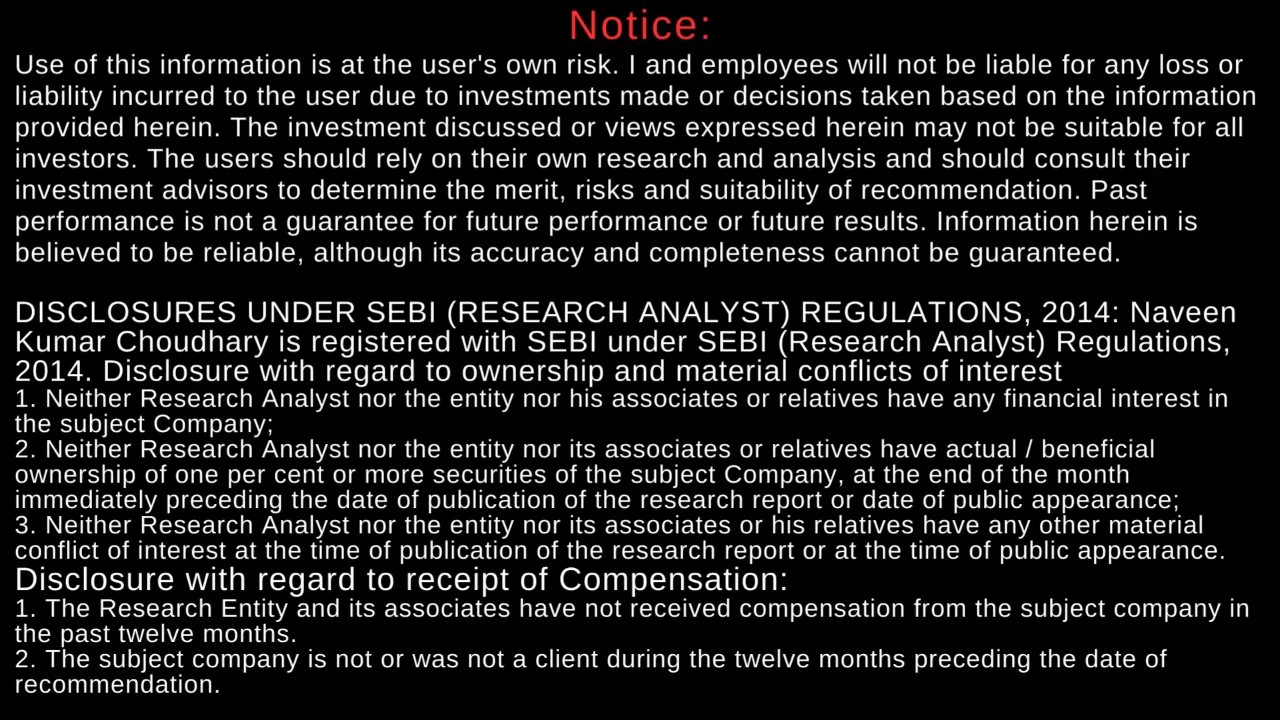 Notice:
Use of this information is at the user's own risk. I and employees will not be liable for any loss or
liability incurred to the user due to investments made or decisions taken based on the information
provided herein. The investment discussed or views expressed herein may not be suitable for all
investors. The users should rely on their own research and analysis and should consult their
investment advisors to determine the merit, risks and suitability of recommendation. Past
performance is not a guarantee for future performance or future results. Information herein is
believed to be reliable, although its accuracy and completeness cannot be guaranteed.
DISCLOSURES UNDER SEBI (RESEARCH ANALYST) REGULATIONS, 2014: Naveen
Kumar Choudhary is registered with SEBI under SEBI (Research Analyst) Regulations,
2014. Disclosure with regard to ownership and material conflicts of interest
1. Neither Research Analyst nor the entity nor his associates or relatives have any financial interest in
the subject Company;
2. Neither Research Analyst nor the entity nor its associates or relatives have actual / beneficial
ownership of one per cent or more securities of the subject Company, at the end of the month
immediately preceding the date of publication of the research report or date of public appearance;
3. Neither Research Analyst nor the entity nor its associates or his relatives have any other material
conflict of interest at the time of publication of the research report or at the time of public appearance.
Disclosure with regard to receipt of Compensation:
1. The Research Entity and its associates have not received compensation from the subject company in
the past twelve months.
2. The subject company is not or was not a client during the twelve months preceding the date of
recommendation.